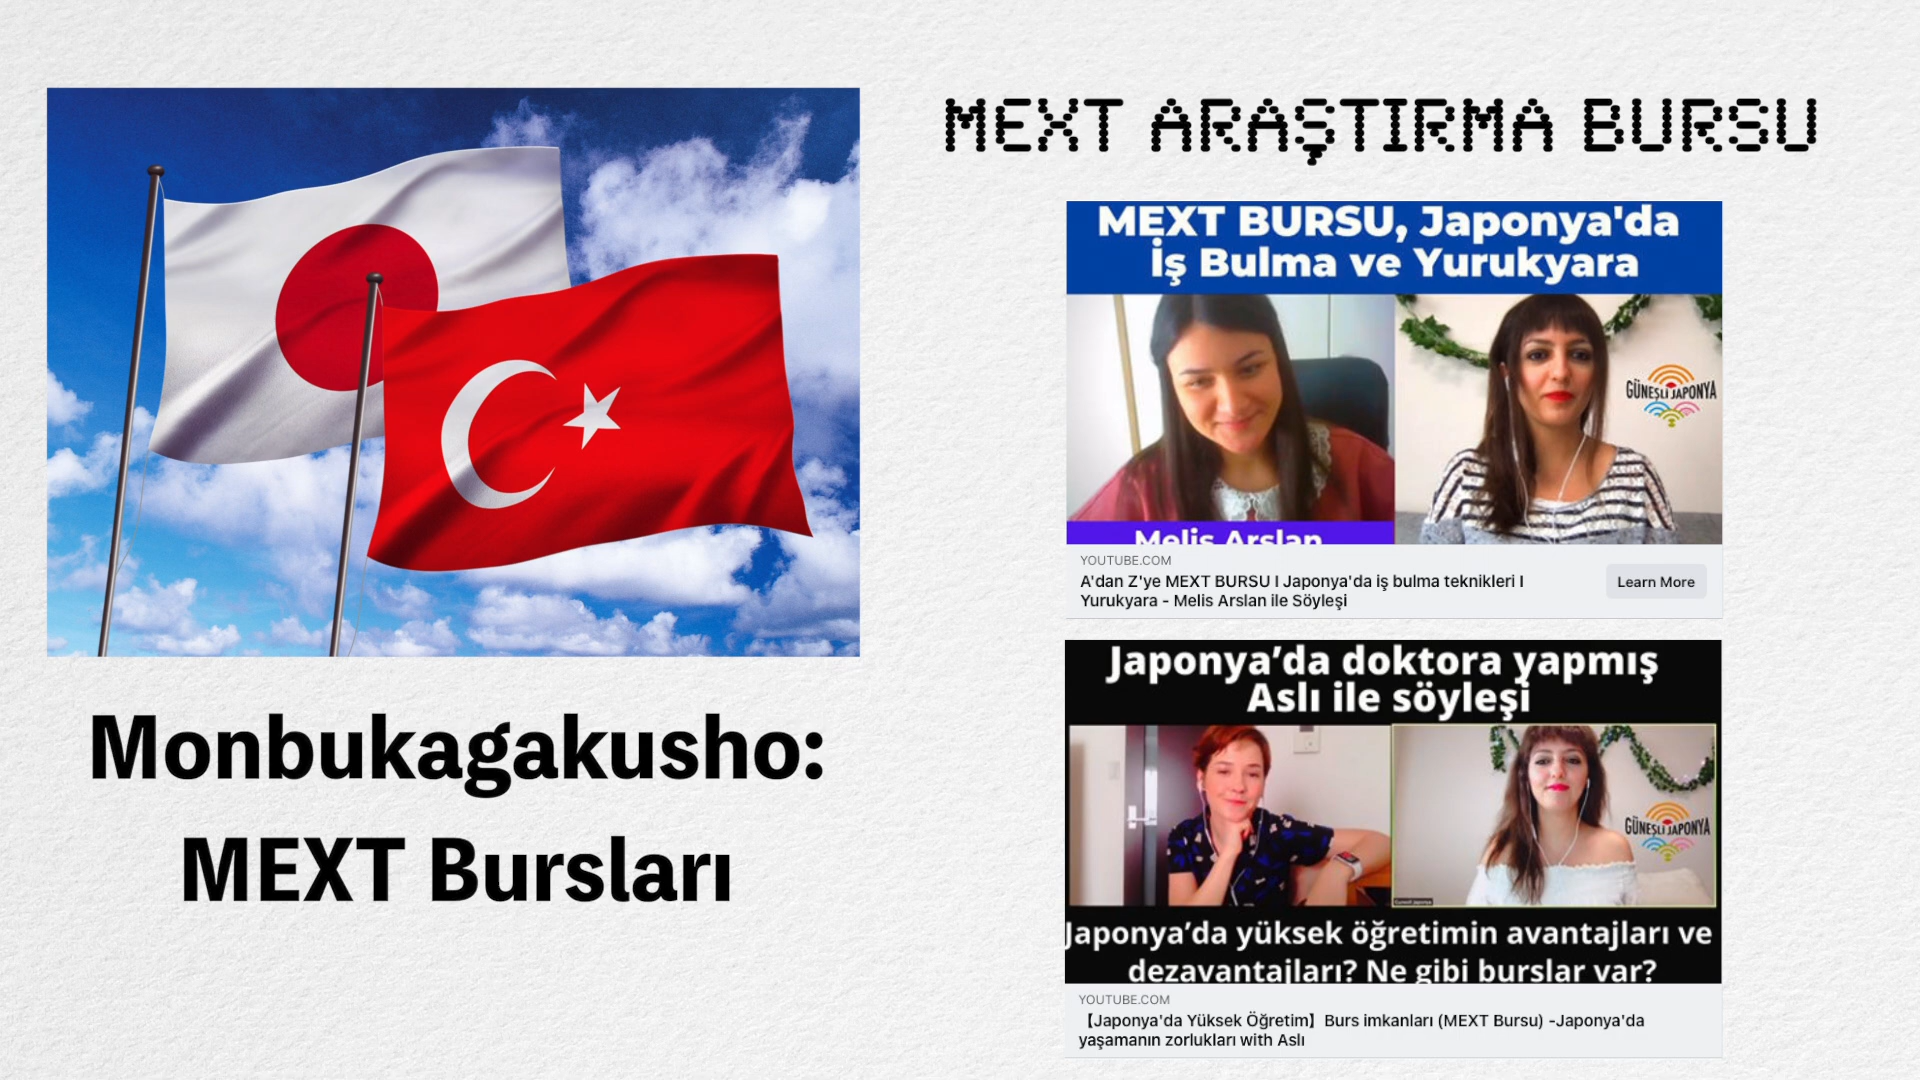 Monbukagakusho:
MEXT Bursları
MEXT ARAŞTIRMA BURSU
MEXT BURSU, Japonya'da
İş Bulma ve Yurukyara
GÜNEŞLİ JAPONYA
Melis Arslan
YOUTUBE.COM
A'dan Z'ye MEXT BURSU I Japonya'da iş bulma teknikleri I
Yurukyara - Melis Arslan ile Söyleşi
Learn More
Japonya’da doktora yapmış
Aslı ile söyleşi
GÜNEŞLİ JAPONYA
Japonya’da yüksek öğretimin avantajları ve
dezavantajları? Ne gibi burslar var?
YOUTUBE.COM
【Japonya'da Yüksek Öğretim】Burs imkanları (MEXT Bursu) -Japonya'da
yaşamanın zorlukları with Aslı